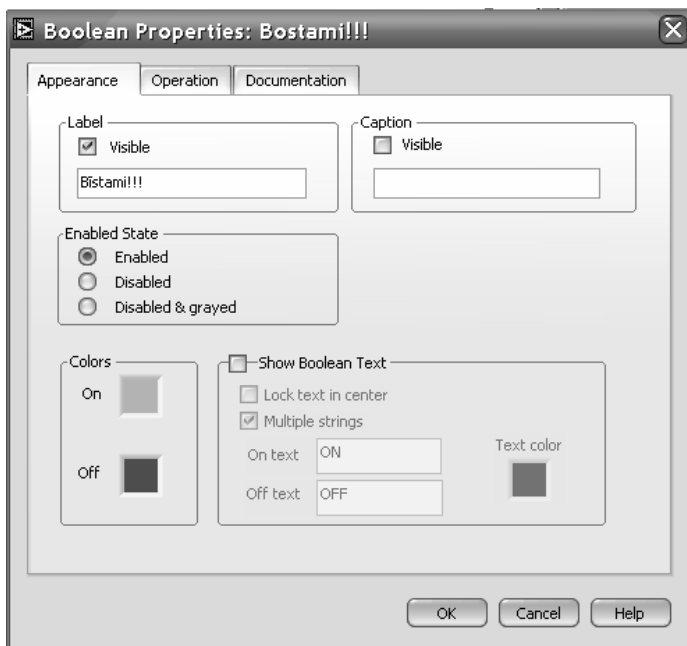 Boolean Properties: Bostami!!!
Appearance Operation Documentation
Label
Visible
Bîstami!!!
Caption
Visible
Enabled State
Enabled
Disabled
Disabled & grayed
Colors
On
Off
Show Boolean Text
Lock text in center
Multiple strings
On text ON
Off text OFF
Text color
OK Cancel Help